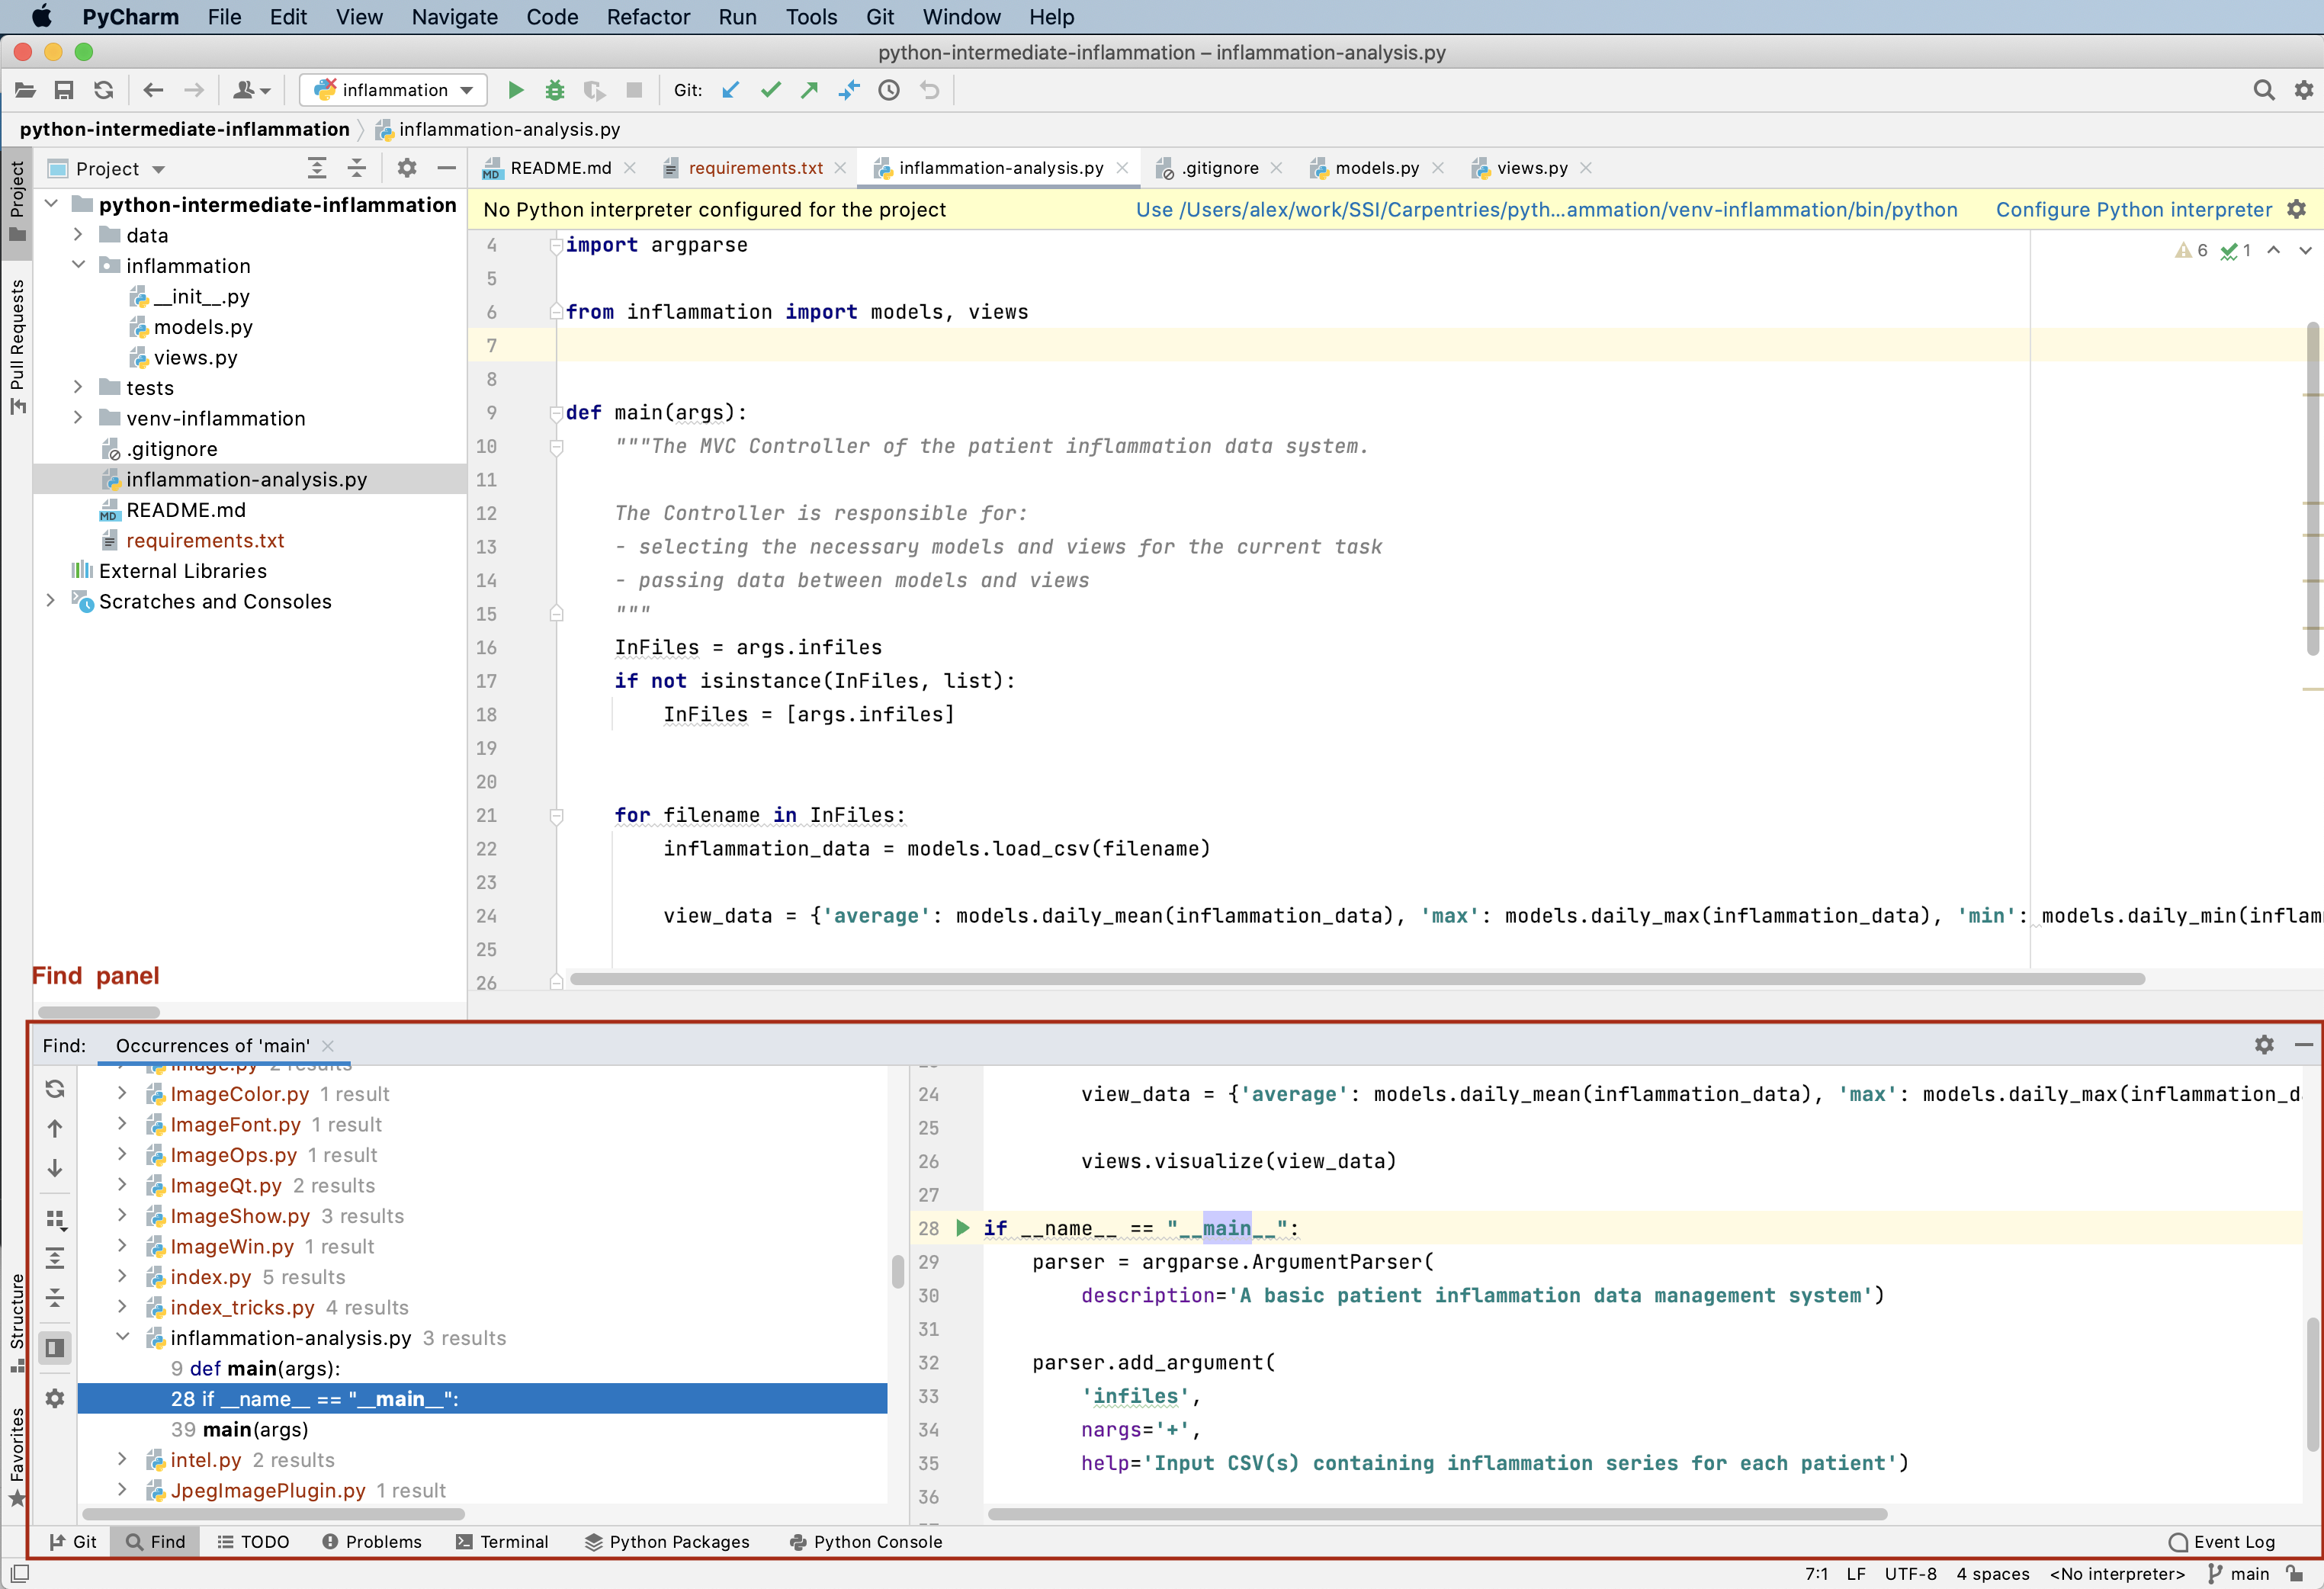 PyCharm File Edit View Navigate Code Refactor Run Tools Git Window Help
python-intermediate-inflammation – inflammation-analysis.py
inflammation Git:
python-intermediate-inflammation inflammation-analysis.py
Project
Pull Requests
Structure
Favorites
Project
python-intermediate-inflammation
data
inflammation
__init__.py
models.py
views.py
tests
venv-inflammation
.gitignore
inflammation-analysis.py
README.md
requirements.txt
External Libraries
Scratches and Consoles
Find panel
README.md requirements.txt inflammation-analysis.py .gitignore models.py views.py
No Python interpreter configured for the project Use /Users/alex/work/SSI/Carpentries/pyth...ammation/venv-inflammation/bin/python Configure Python interpreter
6 1
4 import argparse
5
6 from inflammation import models, views
7
8
9 def main(args):
10 """The MVC Controller of the patient inflammation data system.
11
12 The Controller is responsible for:
13 - selecting the necessary models and views for the current task
14 - passing data between models and views
15 """
16 InFiles = args.infiles
17 if not isinstance(InFiles, list):
18 InFiles = [args.infiles]
19
20
21 for filename in InFiles:
22 inflammation_data = models.load_csv(filename)
23
24 view_data = {'average': models.daily_mean(inflammation_data), 'max': models.daily_max(inflammation_data), 'min': models.daily_min(inflam
25
26
Find: Occurrences of 'main'
Image.py 2 results
ImageColor.py 1 result
ImageFont.py 1 result
ImageOps.py 1 result
ImageQt.py 2 results
ImageShow.py 3 results
ImageWin.py 1 result
index.py 5 results
index_tricks.py 4 results
inflammation-analysis.py 3 results
9 def main(args):
28 if __name__ == "__main__":
39 main(args)
intel.py 2 results
JpegImagePlugin.py 1 result
24 view_data = {'average': models.daily_mean(inflammation_data), 'max': models.daily_max(inflammation_d
25
26 views.visualize(view_data)
27
28 if __name__ == "__main__":
29 parser = argparse.ArgumentParser(
30 description='A basic patient inflammation data management system')
31
32 parser.add_argument(
33 'infiles',
34 nargs='+',
35 help='Input CSV(s) containing inflammation series for each patient')
36
Git Find TODO Problems Terminal Python Packages Python Console Event Log
7:1 LF UTF-8 4 spaces <No interpreter> main